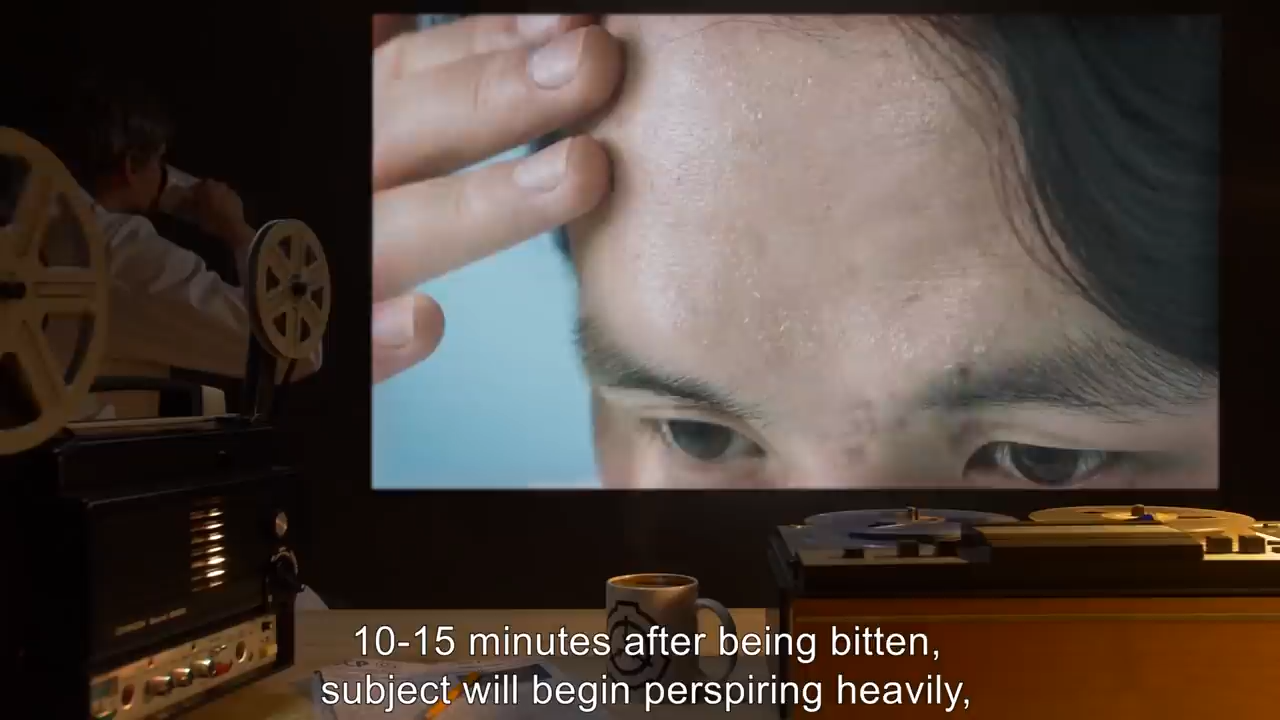 10-15 minutes after being bitten,
subject will begin perspiring heavily,